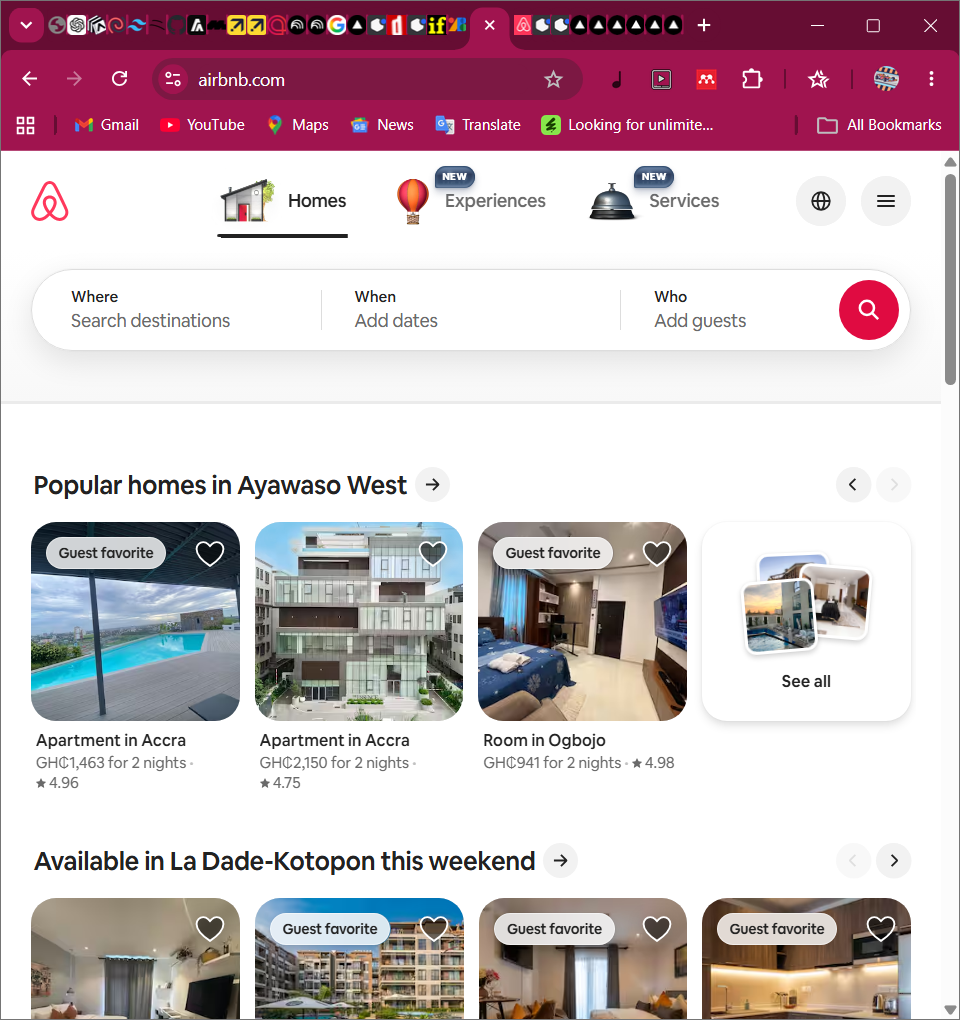 airbnb.com
Gmail
YouTube
Maps
News
Translate
Looking for unlimite...
All Bookmarks
Homes
NEW
Experiences
NEW
Services
Where
Search destinations
When
Add dates
Who
Add guests
Popular homes in Ayawaso West
Guest favorite
Guest favorite
See all
Apartment in Accra
GH₵1,463 for 2 nights ·
★ 4.96
Apartment in Accra
GH₵2,150 for 2 nights ·
★ 4.75
Room in Ogbojo
GH₵941 for 2 nights · ★ 4.98
Available in La Dade-Kotopon this weekend
Guest favorite
Guest favorite
Guest favorite